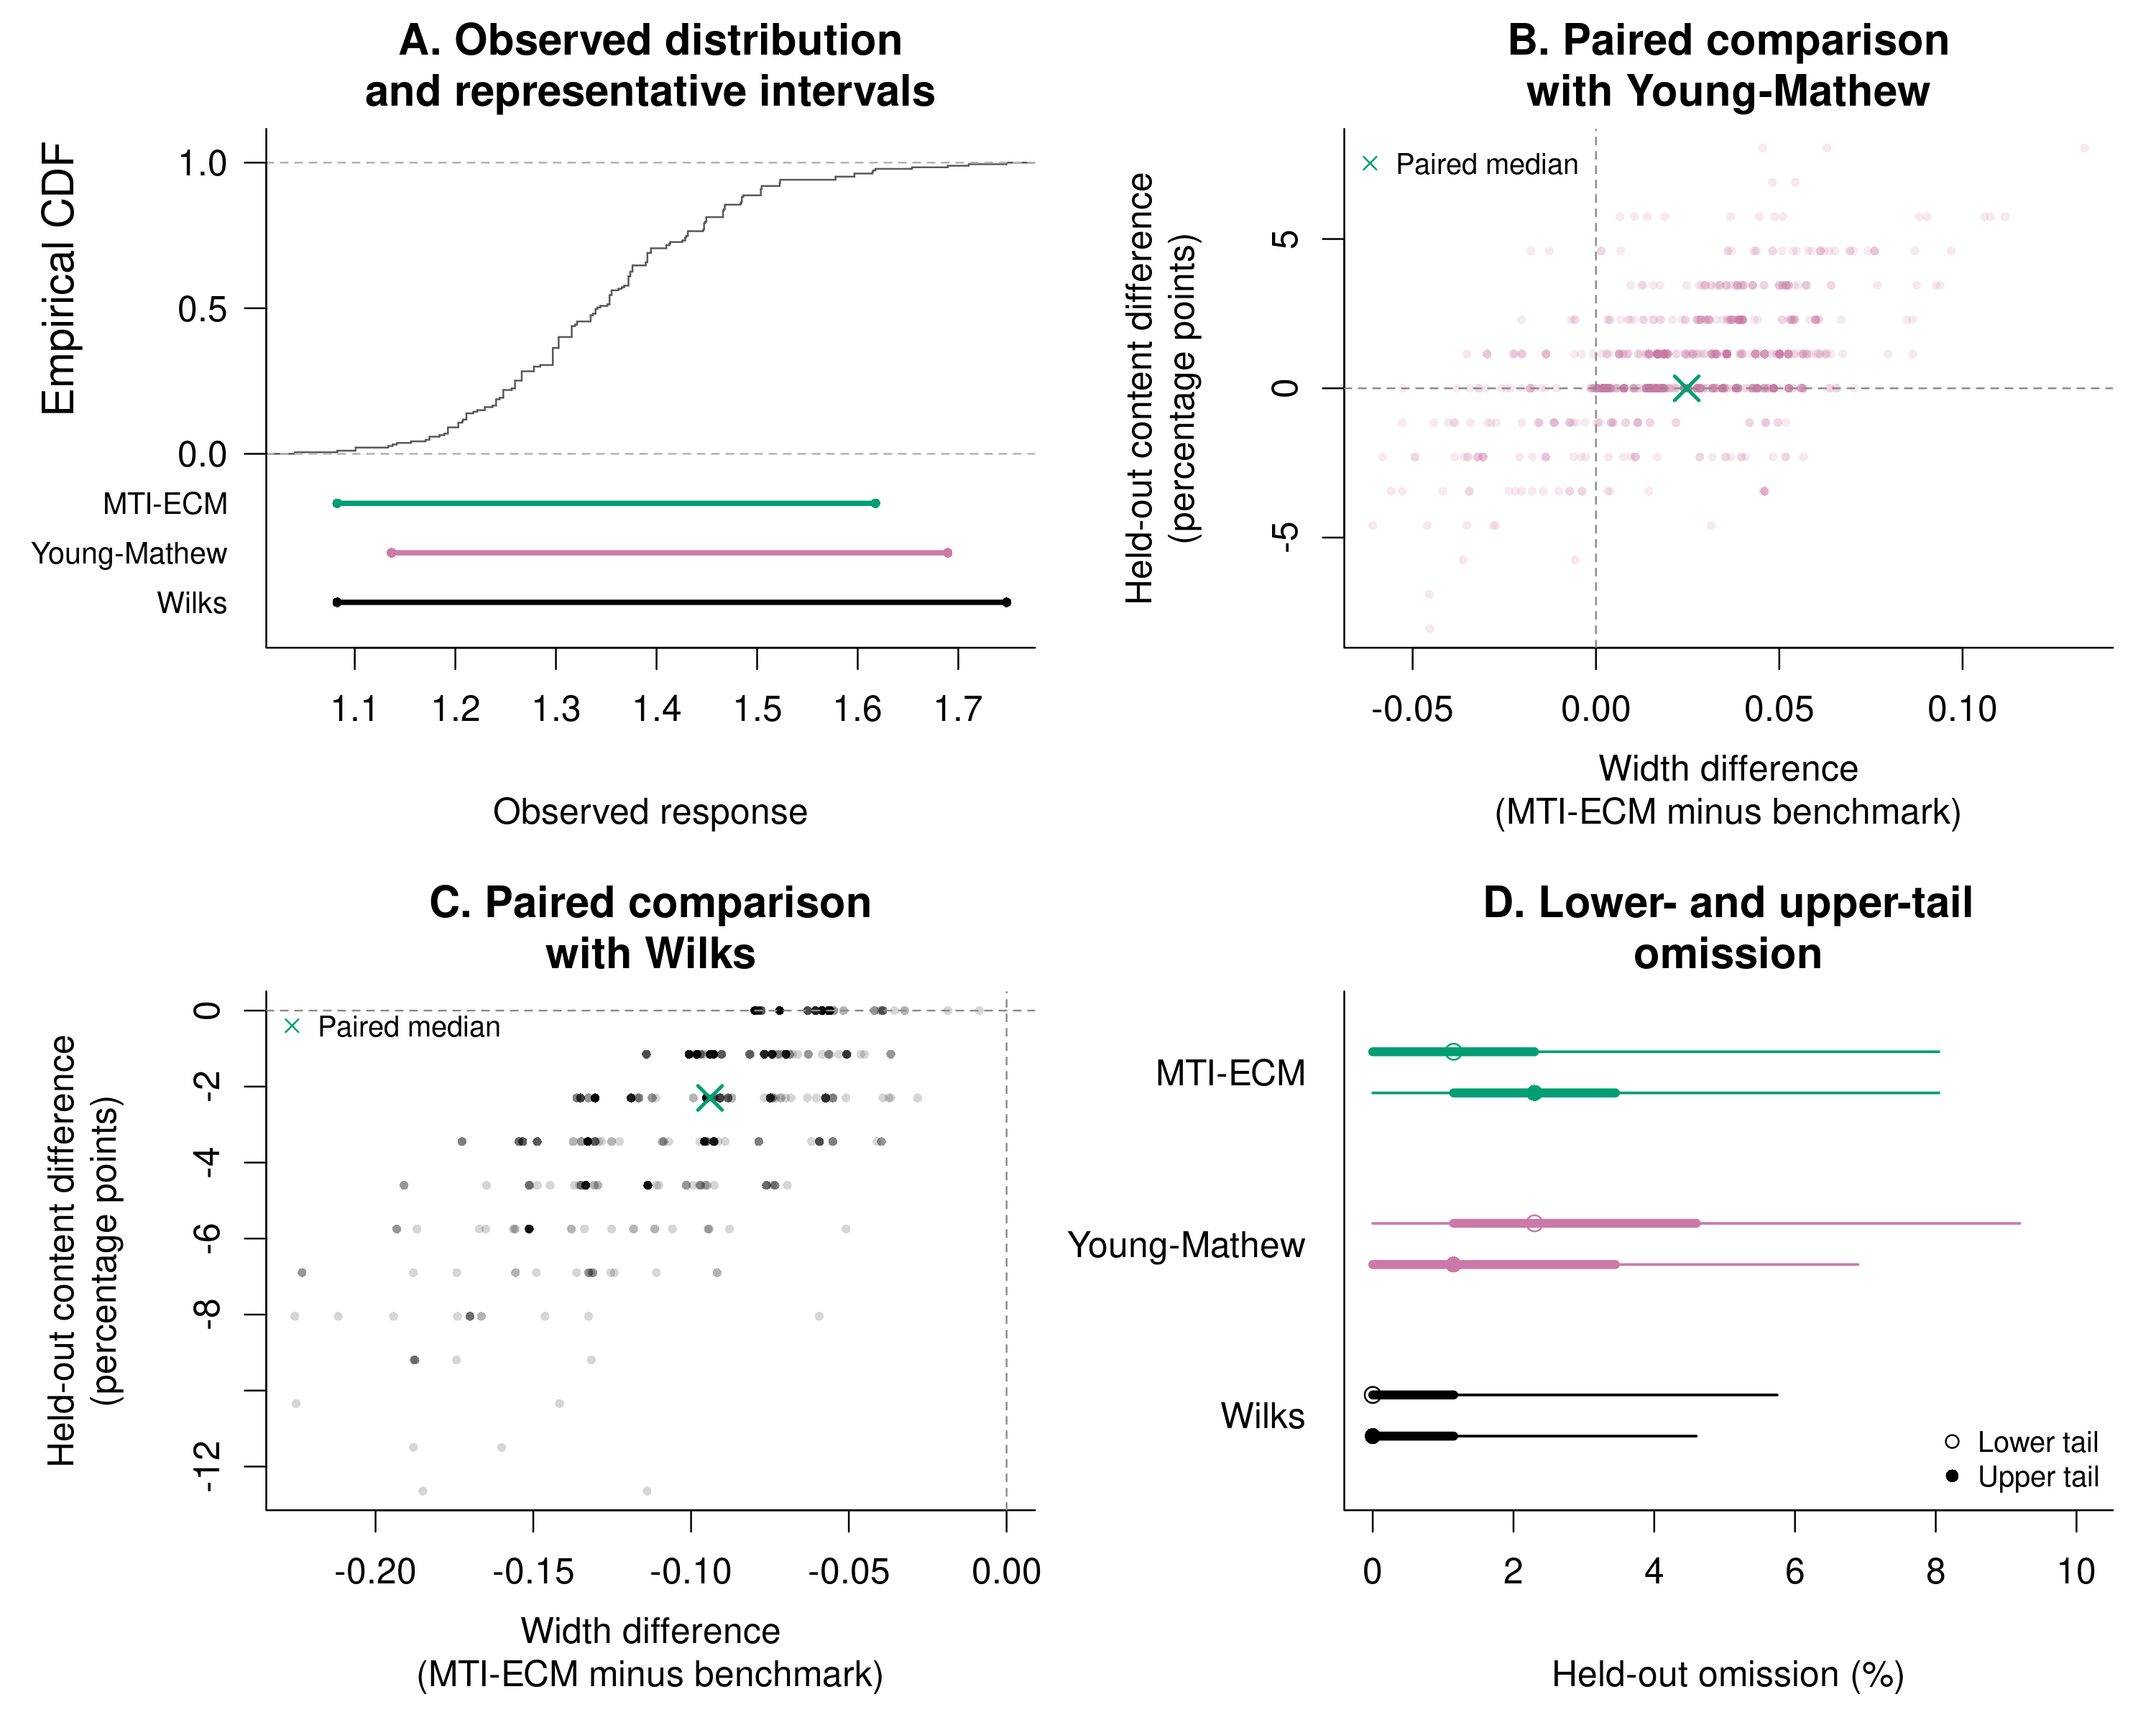 A. Observed distribution
and representative intervals
Empirical CDF
1.0
0.5
0.0
MTI-ECM
Young-Mathew
Wilks
1.1 1.2 1.3 1.4 1.5 1.6 1.7
Observed response
B. Paired comparison
with Young-Mathew
Held-out content difference
(percentage points)
Paired median
5
0
-5
-0.05 0.00 0.05 0.10
Width difference
(MTI-ECM minus benchmark)
C. Paired comparison
with Wilks
Held-out content difference
(percentage points)
Paired median
0
-2
-4
-6
-8
-12
-0.20 -0.15 -0.10 -0.05 0.00
Width difference
(MTI-ECM minus benchmark)
D. Lower- and upper-tail
omission
MTI-ECM
Young-Mathew
Wilks
Lower tail
Upper tail
0 2 4 6 8 10
Held-out omission (%)